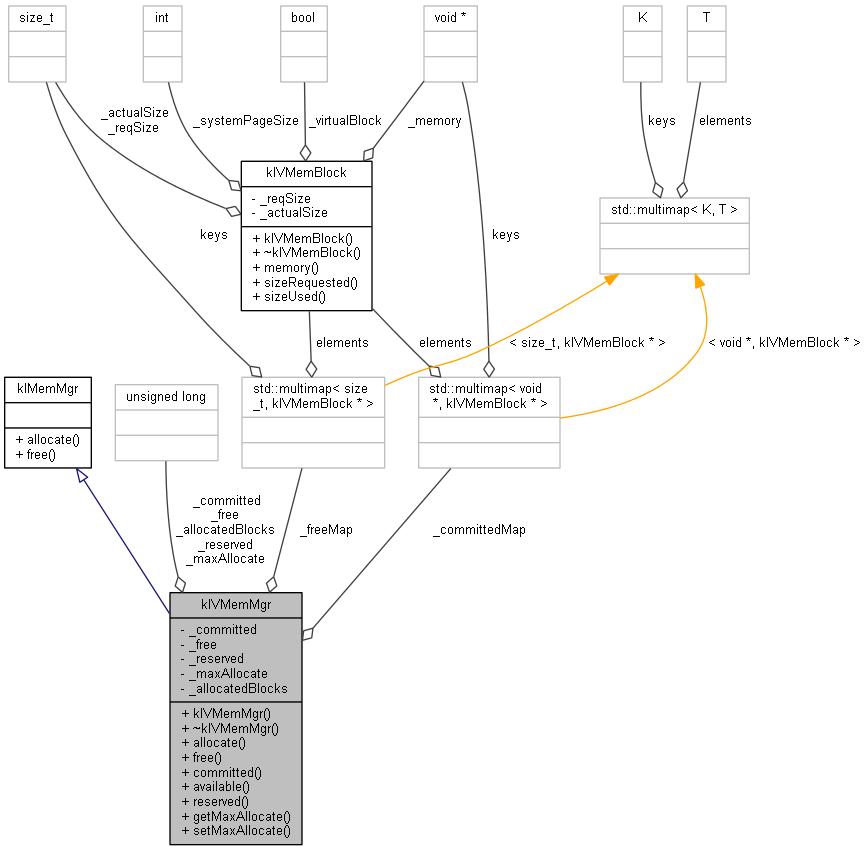 size_t
int
bool
void *
K
T
_actualSize
_reqSize
_systemPageSize
_virtualBlock
_memory
keys
elements
klVMemBlock
- _reqSize
- _actualSize
+ klVMemBlock()
+ ~klVMemBlock()
+ memory()
+ sizeRequested()
+ sizeUsed()
std::multimap< K, T >
keys
keys
elements
elements
< size_t, klVMemBlock * >
< void *, klVMemBlock * >
klMemMgr
+ allocate()
+ free()
unsigned long
std::multimap< size
_t, klVMemBlock * >
std::multimap< void
*, klVMemBlock * >
_committed
_free
_allocatedBlocks
_reserved
_maxAllocate
_freeMap
_committedMap
klVMemMgr
- _committed
- _free
- _reserved
- _maxAllocate
- _allocatedBlocks
+ klVMemMgr()
+ ~klVMemMgr()
+ allocate()
+ free()
+ committed()
+ available()
+ reserved()
+ getMaxAllocate()
+ setMaxAllocate()